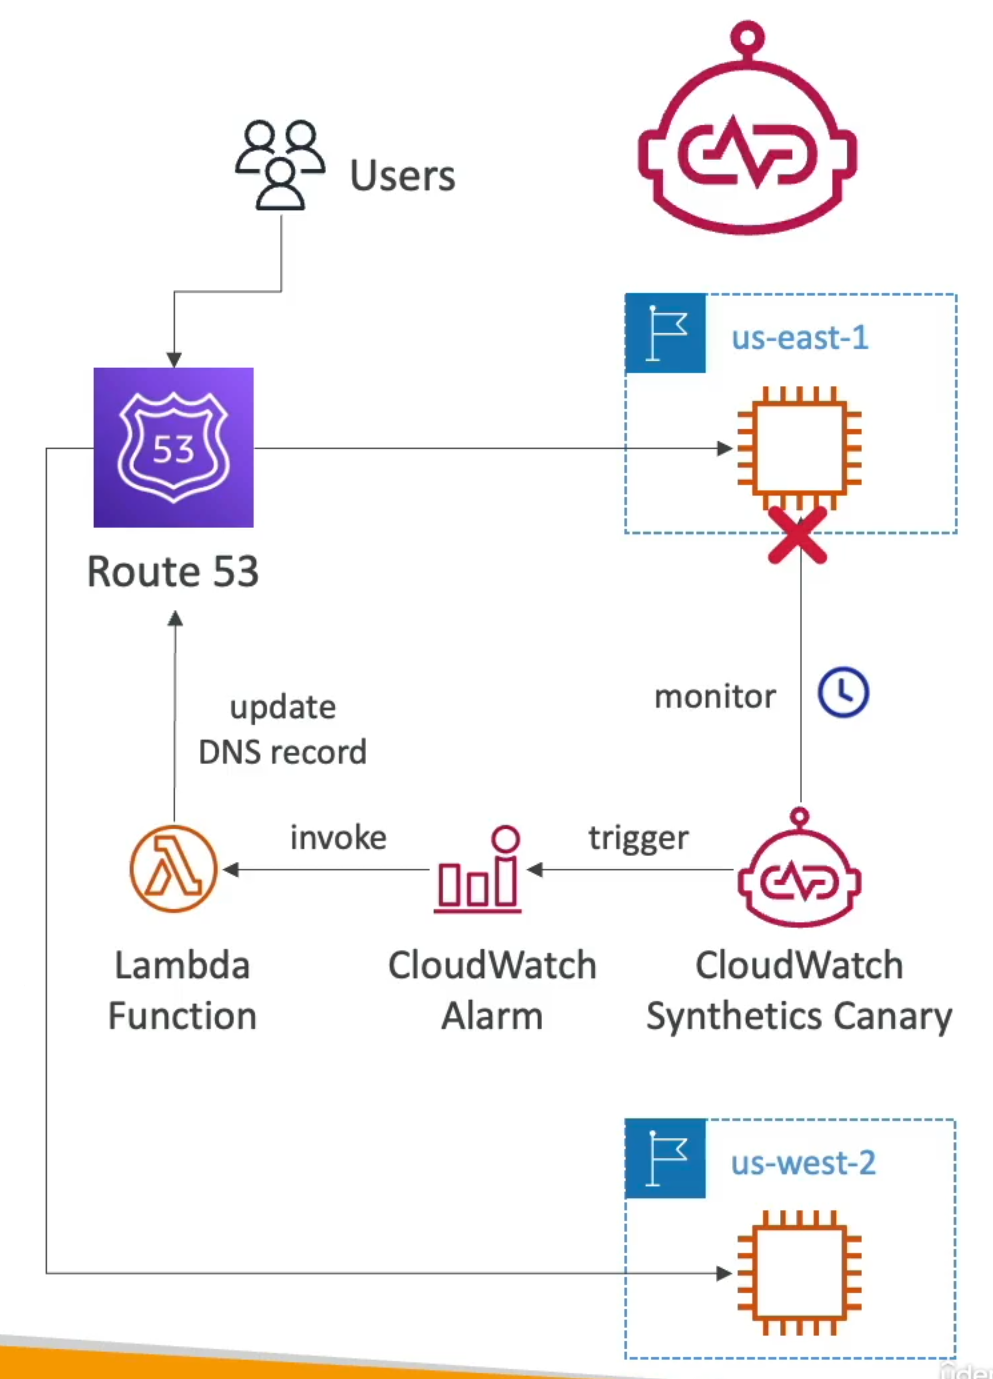 Users
us-east-1
53
Route 53
monitor
update
DNS record
invoke
trigger
Lambda
Function
CloudWatch
Alarm
CloudWatch
Synthetics Canary
us-west-2